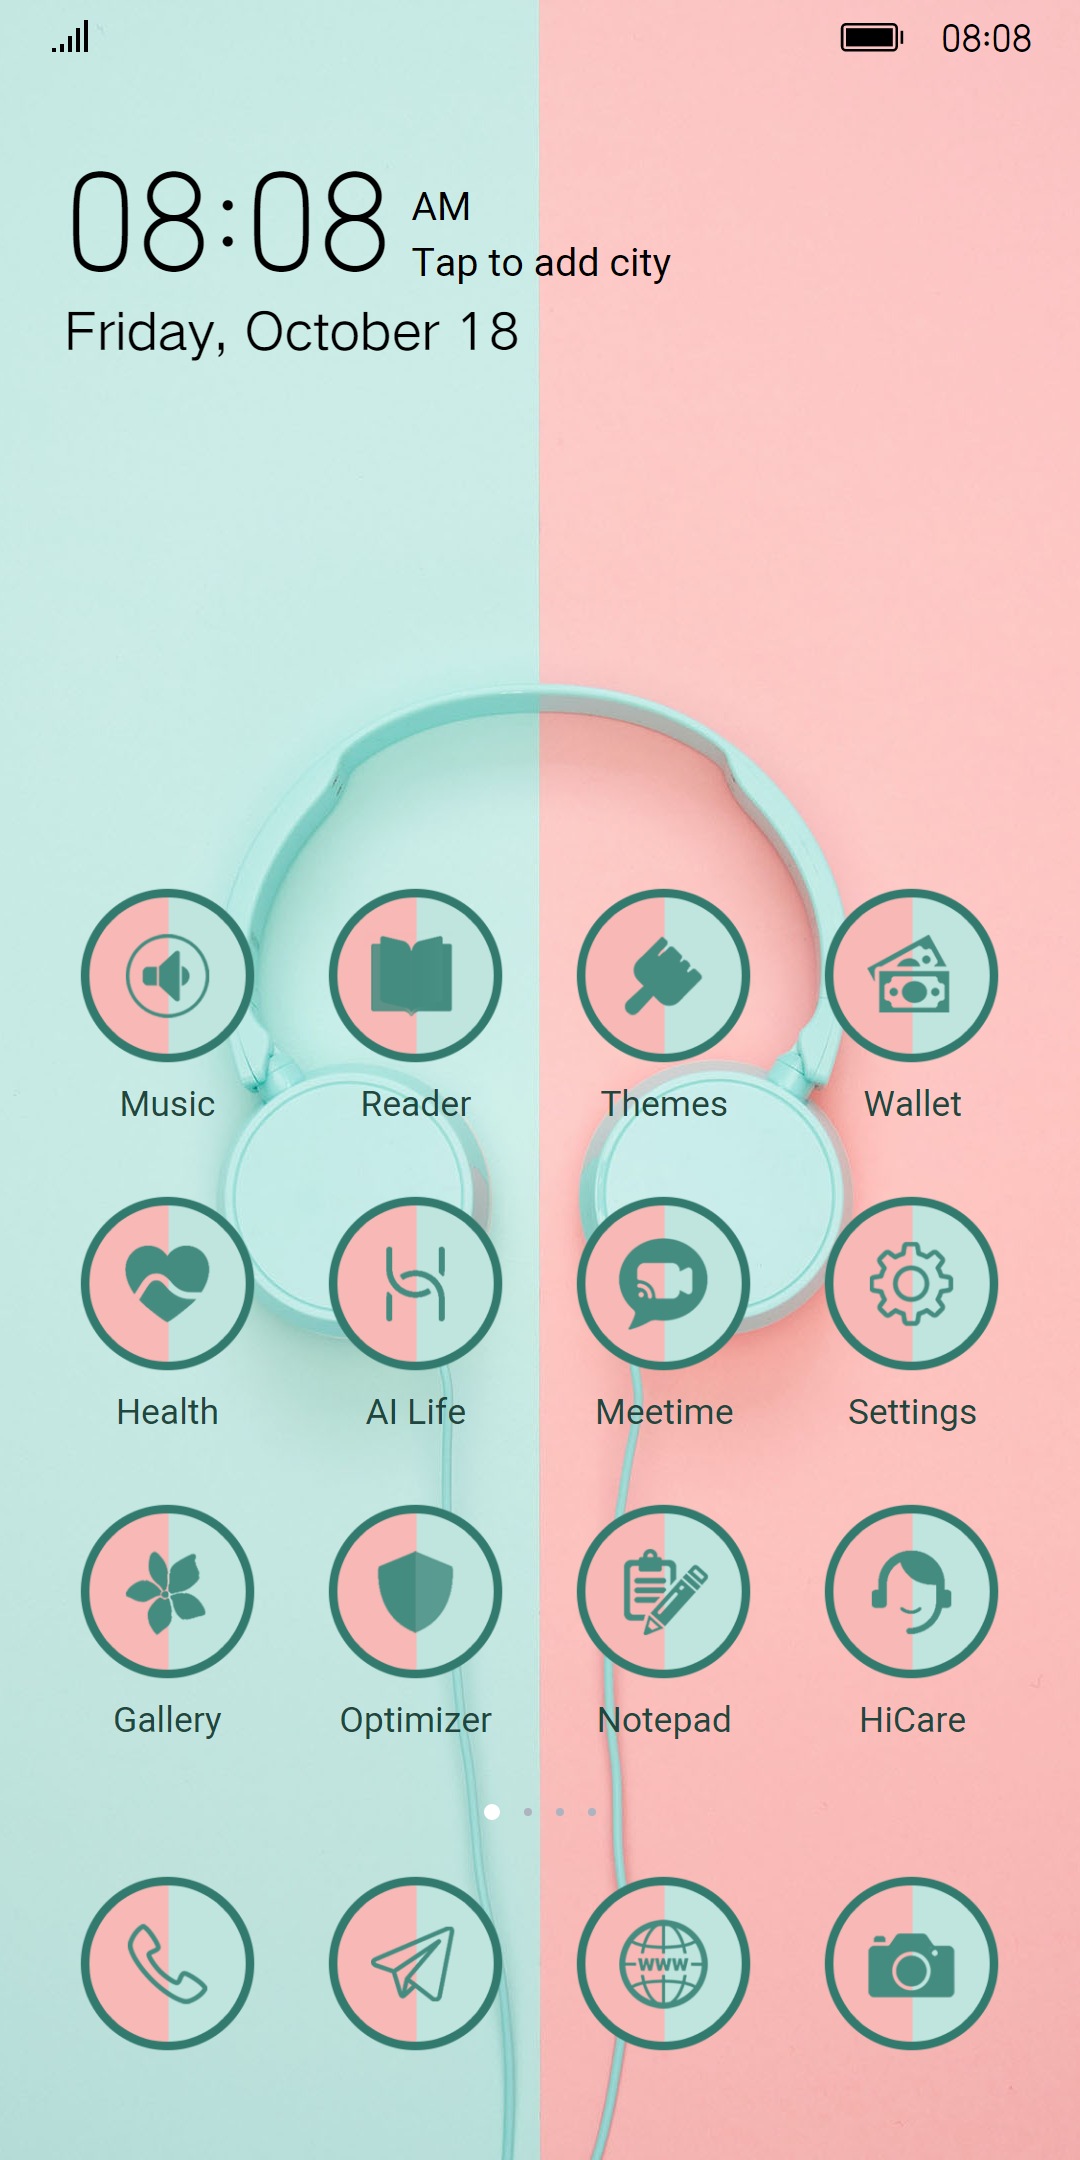 08:08
08:08 AM
Tap to add city
Friday, October 18
Music Reader Themes Wallet
Health AI Life Meetime Settings
Gallery Optimizer Notepad HiCare
www